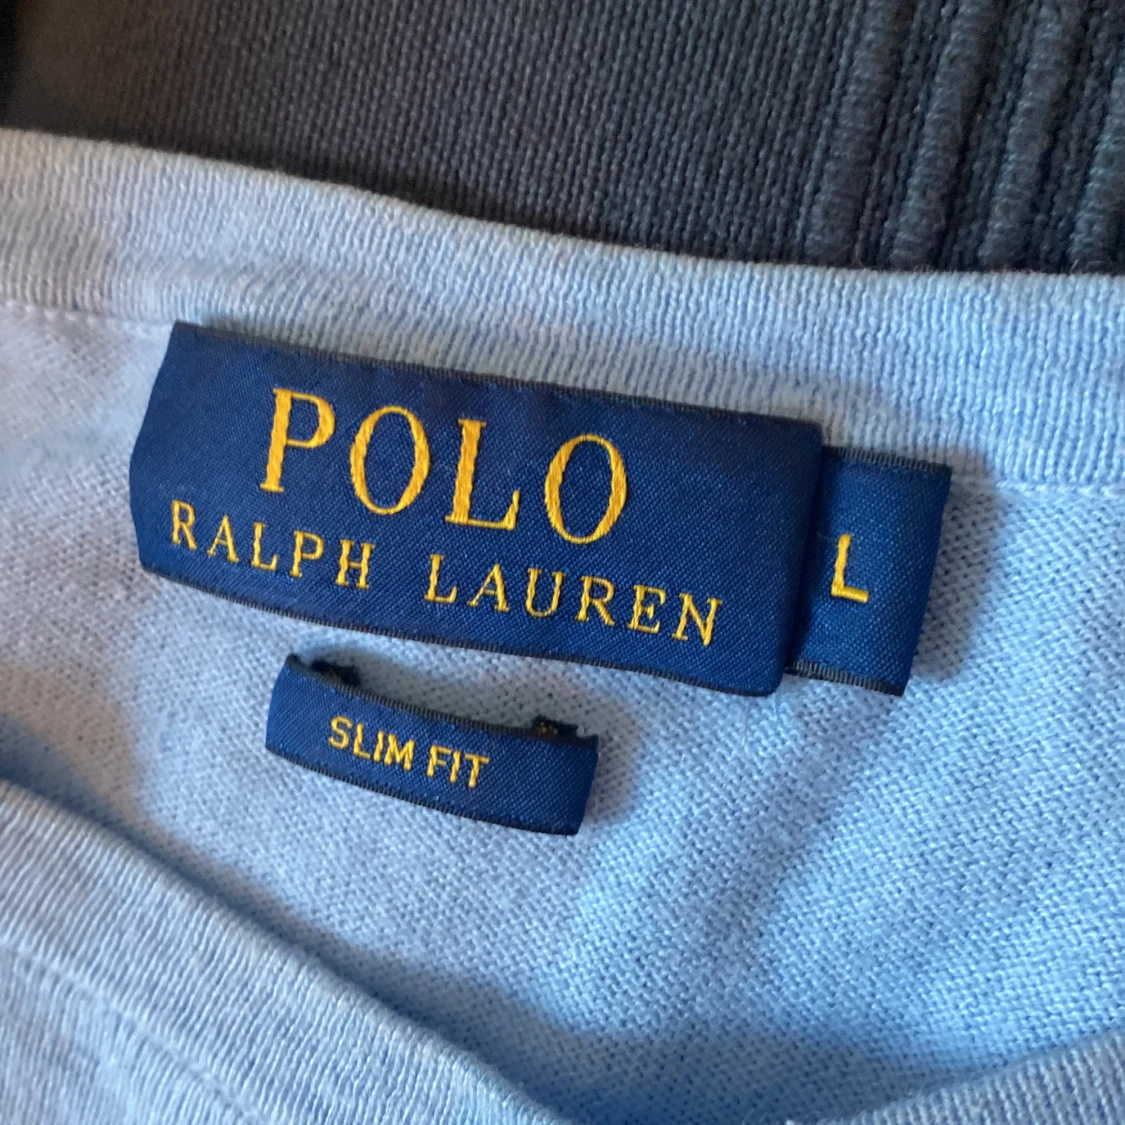 POLO
RALPH LAUREN
L
SLIM FIT